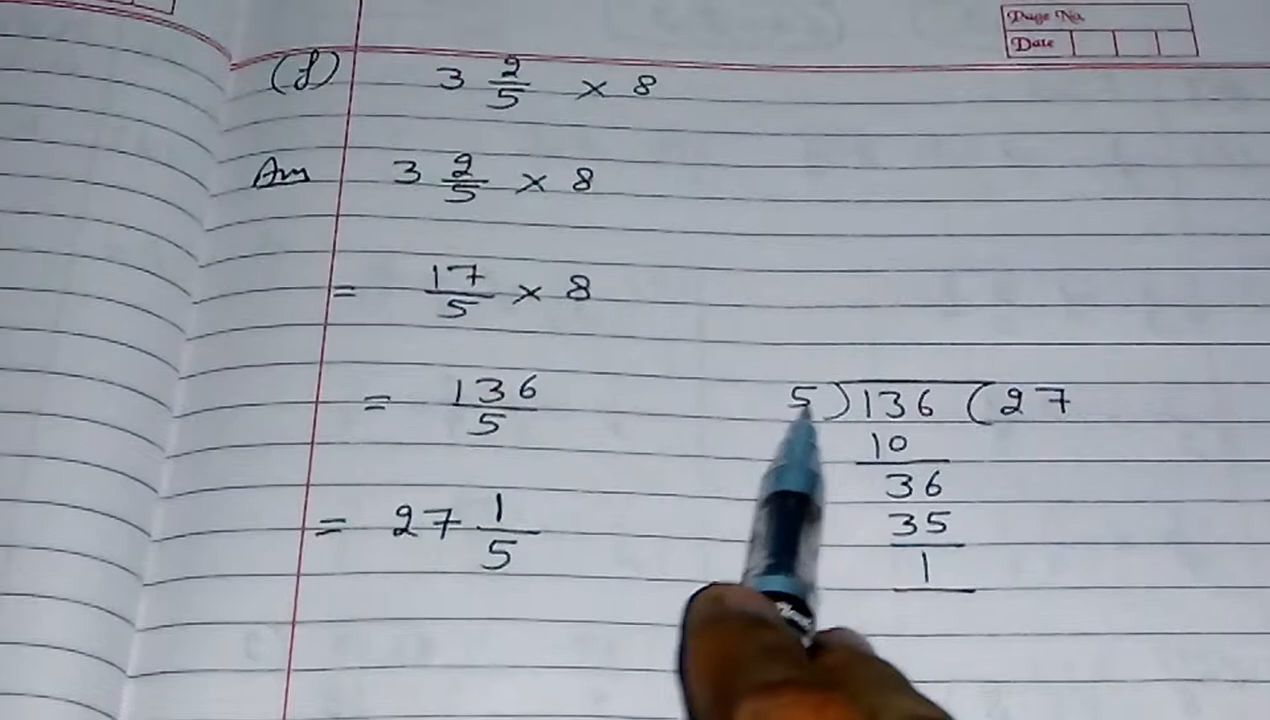 Page No.
Date
(f) 3 2/5 × 8
Ans 3 2/5 × 8
= 17/5 × 8
= 136/5
5)136(27
10
36
35
1
= 27 1/5